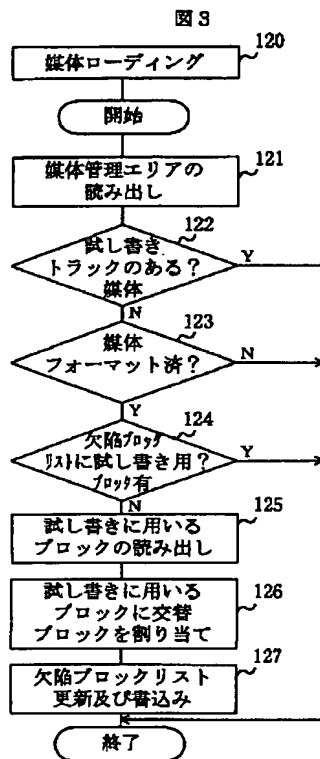 図3
120
媒体ローディング
開始
121
媒体管理エリアの
読み出し
122
試し書き
トラックのある?
媒体
Y
N
123
媒体
フォーマット済?
N
Y
124
欠陥ブロック
リストに試し書き用?
ブロック有
Y
N
125
試し書きに用いる
ブロックの読み出し
126
試し書きに用いる
ブロックに交替
ブロックを割り当て
127
欠陥ブロックリスト
更新及び書込み
終了